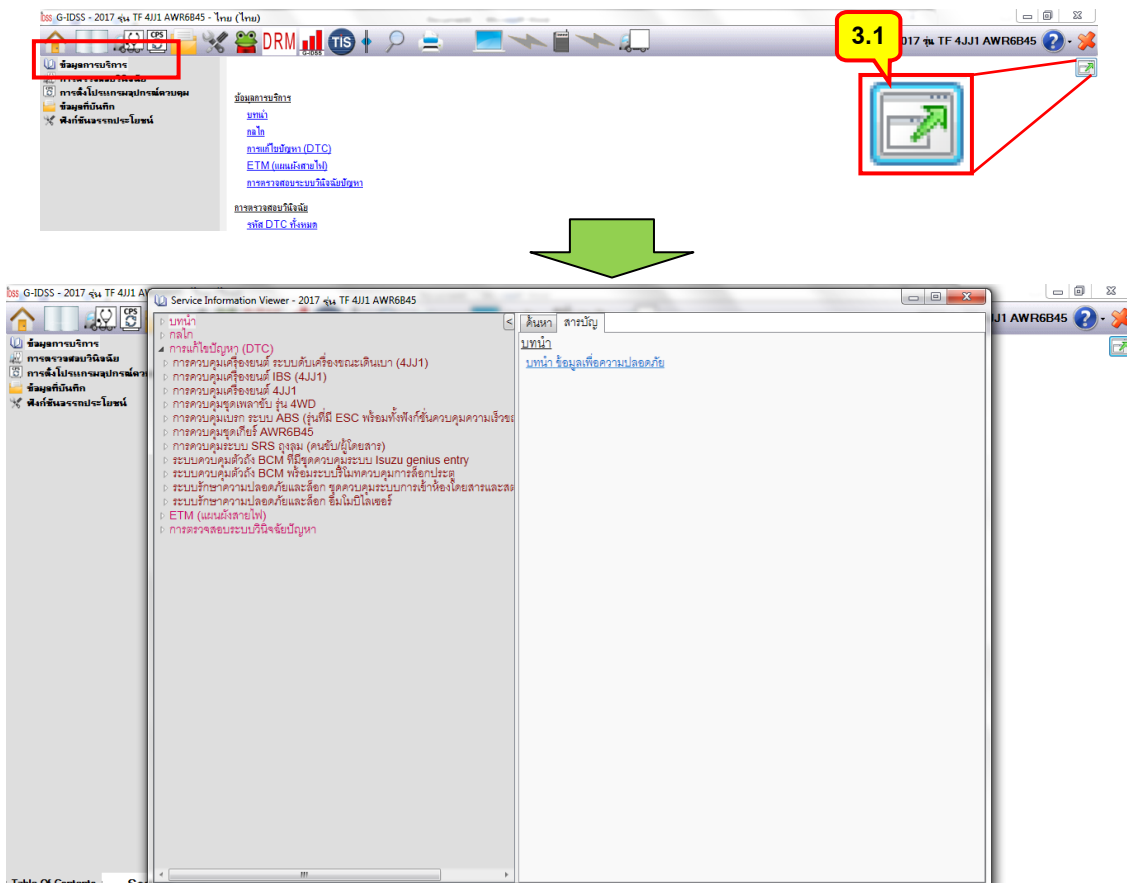 G-IDSS - 2017 รุ่น TF 4JJ1 AWR6B45 - ไทย (ไทย)
CPS
DRM
G-IDSS
TIS
3.1
017 รุ่น TF 4JJ1 AWR6B45
ข้อมูลการบริการ
การตรวจสอบวินิจฉัย
การตั้งโปรแกรมอุปกรณ์ควบคุม
ข้อมูลที่บันทึก
ฟังก์ชันอรรถประโยชน์
ข้อมูลการบริการ
บทนำ
กลไก
การแก้ไขปัญหา (DTC)
ETM (แผนผังสายไฟ)
การตรวจสอบระบบวินิจฉัยปัญหา
การตรวจสอบวินิจฉัย
รหัส DTC ทั้งหมด
G-IDSS - 2017 รุ่น TF 4JJ1 A
CPS
J1 AWR6B45
ข้อมูลการบริการ
การตรวจสอบวินิจฉัย
การตั้งโปรแกรมอุปกรณ์คว
ข้อมูลที่บันทึก
ฟังก์ชันอรรถประโยชน์
Service Information Viewer - 2017 รุ่น TF 4JJ1 AWR6B45
บทนำ
กลไก
การแก้ไขปัญหา (DTC)
การควบคุมเครื่องยนต์ ระบบดับเครื่องขณะเดินเบา (4JJ1)
การควบคุมเครื่องยนต์ IBS (4JJ1)
การควบคุมเครื่องยนต์ 4JJ1
การควบคุมชุดเพลาขับ รุ่น 4WD
การควบคุมเบรก ระบบ ABS (รุ่นที่มี ESC พร้อมทั้งฟังก์ชั่นควบคุมความเร็วขณ
การควบคุมชุดเกียร์ AWR6B45
การควบคุมระบบ SRS ถุงลม (คนขับ/ผู้โดยสาร)
ระบบควบคุมตัวถัง BCM ที่มีชุดควบคุมระบบ Isuzu genius entry
ระบบควบคุมตัวถัง BCM พร้อมระบบรีโมทควบคุมการล็อกประตู
ระบบรักษาความปลอดภัยและล็อก ชุดควบคุมระบบการเข้าห้องโดยสารและสต
ระบบรักษาความปลอดภัยและล็อก อิมโมบิไลเซอร์
ETM (แผนผังสายไฟ)
การตรวจสอบระบบวินิจฉัยปัญหา
<
ค้นหา สารบัญ
บทนำ
บทนำ ข้อมูลเพื่อความปลอดภัย